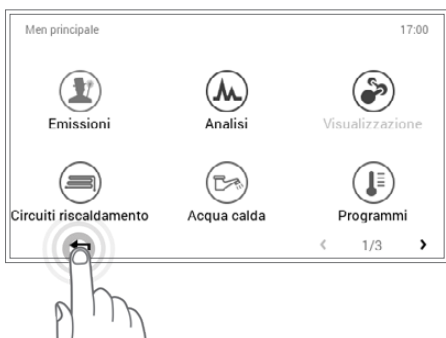 Men principale 17:00
Emissioni Analisi Visualizzazione
Circuiti riscaldamento Acqua calda Programmi
1/3